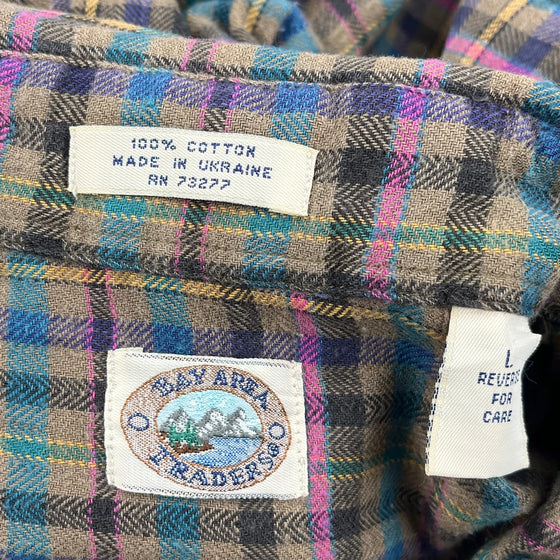 100% COTTON
MADE IN UKRAINE
RN 73277
BAY AREA
TRADERS®
L
REVERSE
FOR
CARE